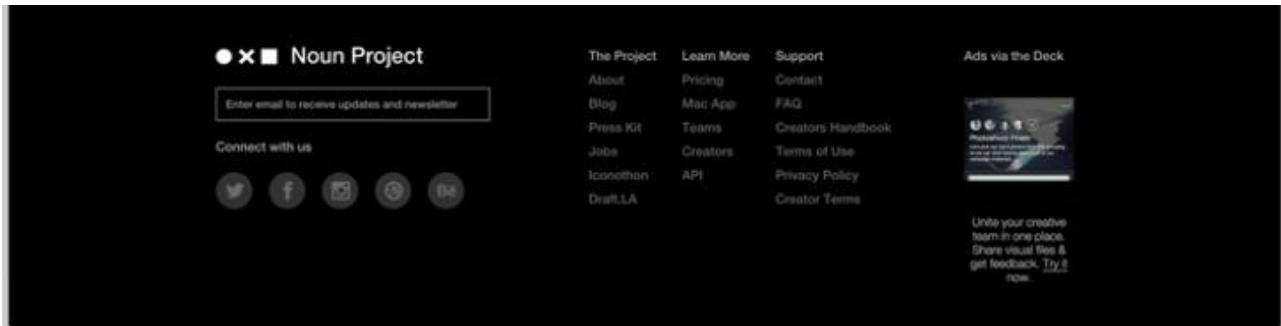 Noun Project
Enter email to receive updates and newsletter
Connect with us
Bē
The Project
About
Blog
Press Kit
Jobs
Iconothon
Draft.LA
Learn More
Pricing
Mac App
Teams
Creators
API
Support
Contact
FAQ
Creators Handbook
Terms of Use
Privacy Policy
Creator Terms
Ads via the Deck
Unite your creative
team in one place.
Share visual files &
get feedback. Try it
now.